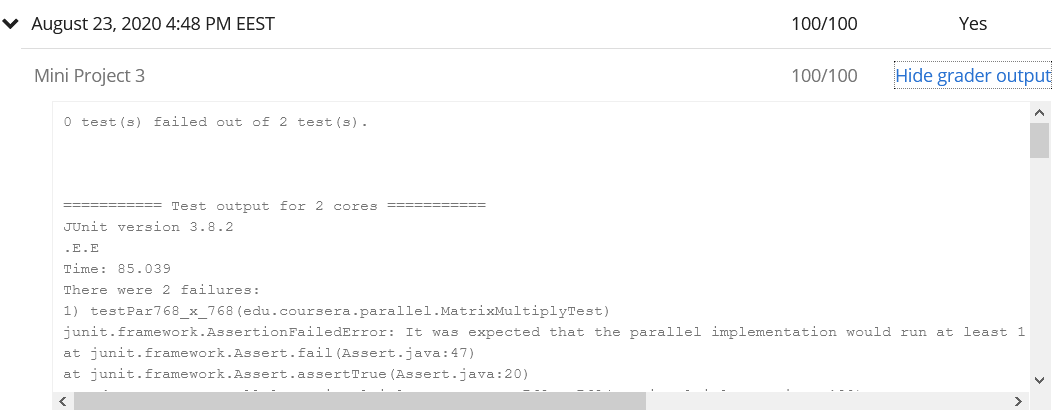 August 23, 2020 4:48 PM EEST 100/100 Yes
Mini Project 3 100/100 Hide grader output
0 test(s) failed out of 2 test(s).
=========== Test output for 2 cores ===========
JUnit version 3.8.2
.E.E
Time: 85.039
There were 2 failures:
1) testPar768_x_768(edu.coursera.parallel.MatrixMultiplyTest)
junit.framework.AssertionFailedError: It was expected that the parallel implementation would run at least 1
at junit.framework.Assert.fail(Assert.java:47)
at junit.framework.Assert.assertTrue(Assert.java:20)